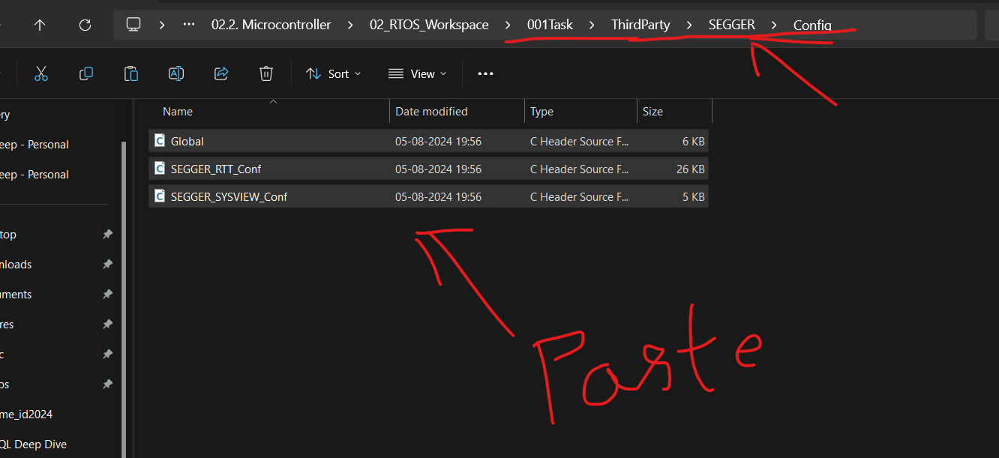 02.2. Microcontroller > 02_RTOS_Workspace > 001Task > ThirdParty > SEGGER > Config
Sort View
Name Date modified Type Size
ry
Global 05-08-2024 19:56 C Header Source F... 6 KB
eep - Personal
SEGGER_RTT_Conf 05-08-2024 19:56 C Header Source F... 26 KB
eep - Personal
SEGGER_SYSVIEW_Conf 05-08-2024 19:56 C Header Source F... 5 KB
top
nloads
uments
res
c
os
me_id2024
QL Deep Dive
Paste